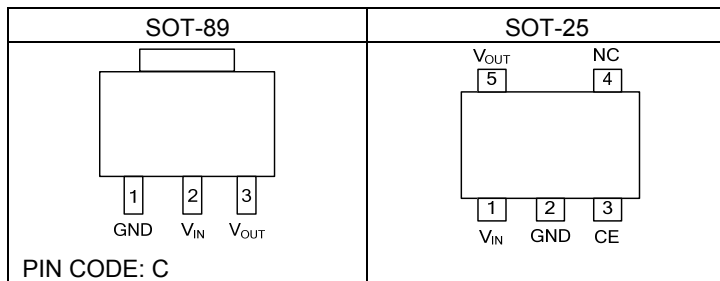 SOT-89
1 2 3
GND VIN VOUT
PIN CODE: C
SOT-25
VOUT NC
5 4
1 2 3
VIN GND CE